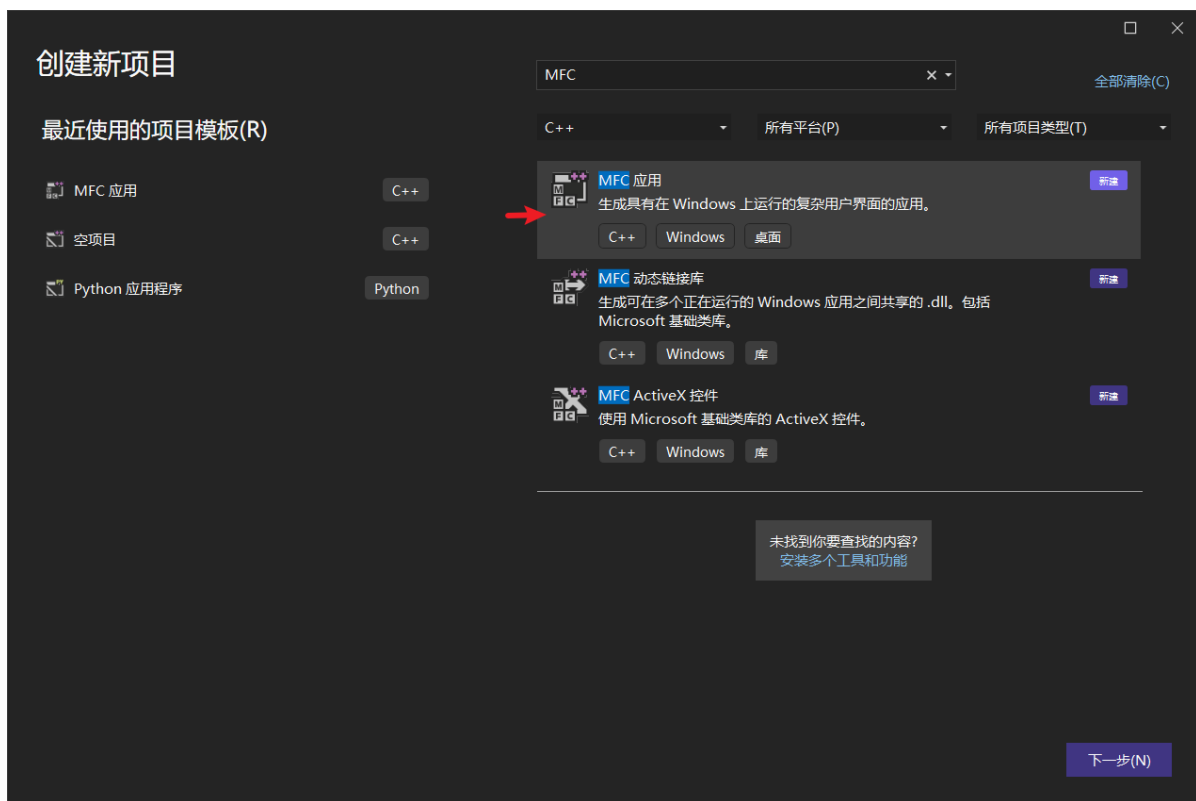 创建新项目
最近使用的项目模板(R)
MFC 应用
C++
空项目
C++
Python 应用程序
Python
MFC
全部清除(C)
C++
所有平台(P)
所有项目类型(T)
MFC 应用
新建
生成具有在 Windows 上运行的复杂用户界面的应用。
C++ Windows 桌面
MFC 动态链接库
新建
生成可在多个正在运行的 Windows 应用之间共享的 .dll。包括
Microsoft 基础类库。
C++ Windows 库
MFC ActiveX 控件
新建
使用 Microsoft 基础类库的 ActiveX 控件。
C++ Windows 库
未找到你要查找的内容?
安装多个工具和功能
下一步(N)